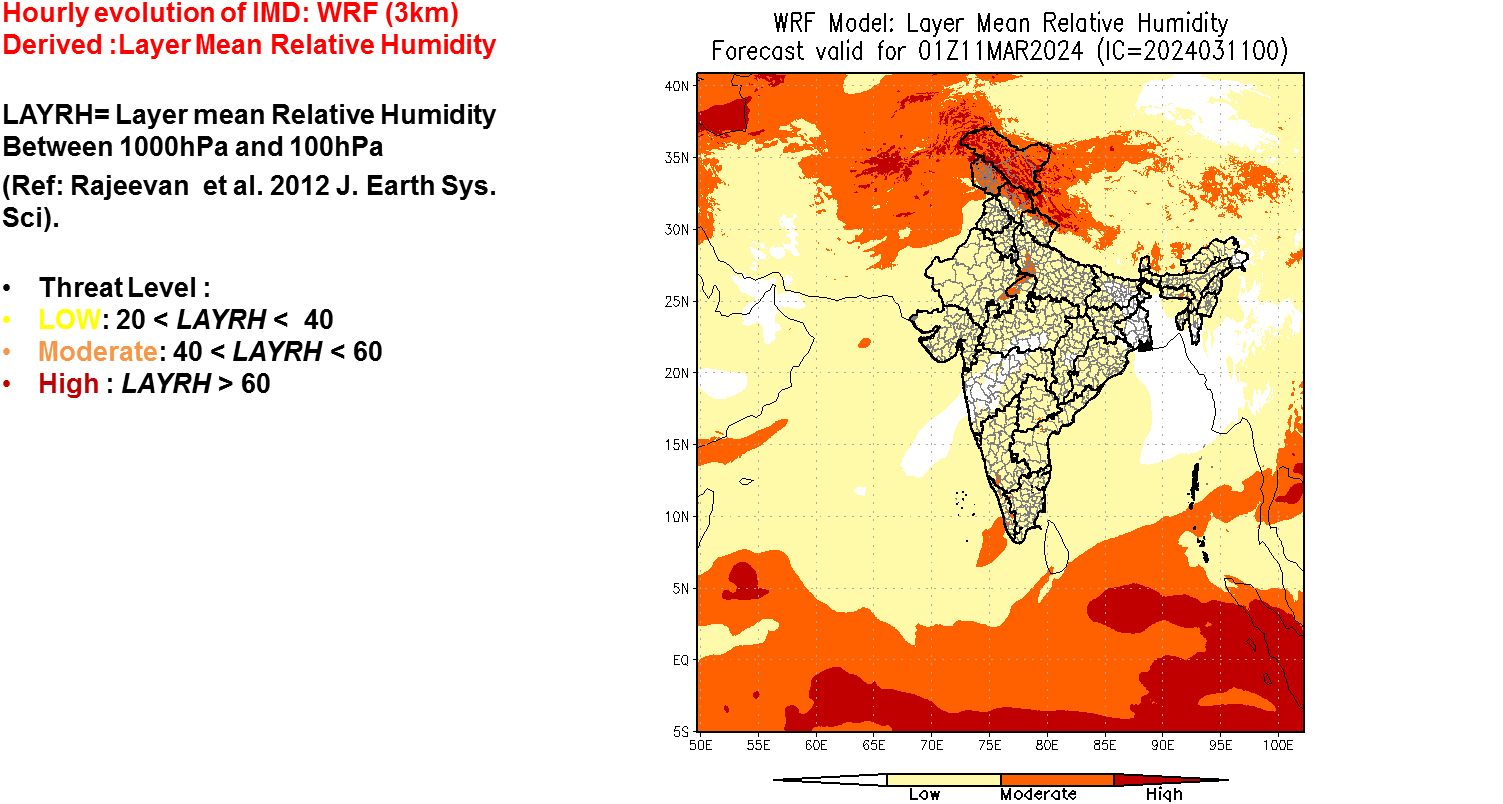 Hourly evolution of IMD: WRF (3km)
Derived :Layer Mean Relative Humidity
LAYRH= Layer mean Relative Humidity
Between 1000hPa and 100hPa
(Ref: Rajeevan et al. 2012 J. Earth Sys.
Sci).
• Threat Level :
• LOW: 20 < LAYRH < 40
• Moderate: 40 < LAYRH < 60
• High : LAYRH > 60
WRF Model: Layer Mean Relative Humidity
Forecast valid for 01Z11MAR2024 (IC=2024031100)
40N
35N
30N
25N
20N
15N
10N
5N
EQ
5S
50E 55E 60E 65E 70E 75E 80E 85E 90E 95E 100E
Low Moderate High